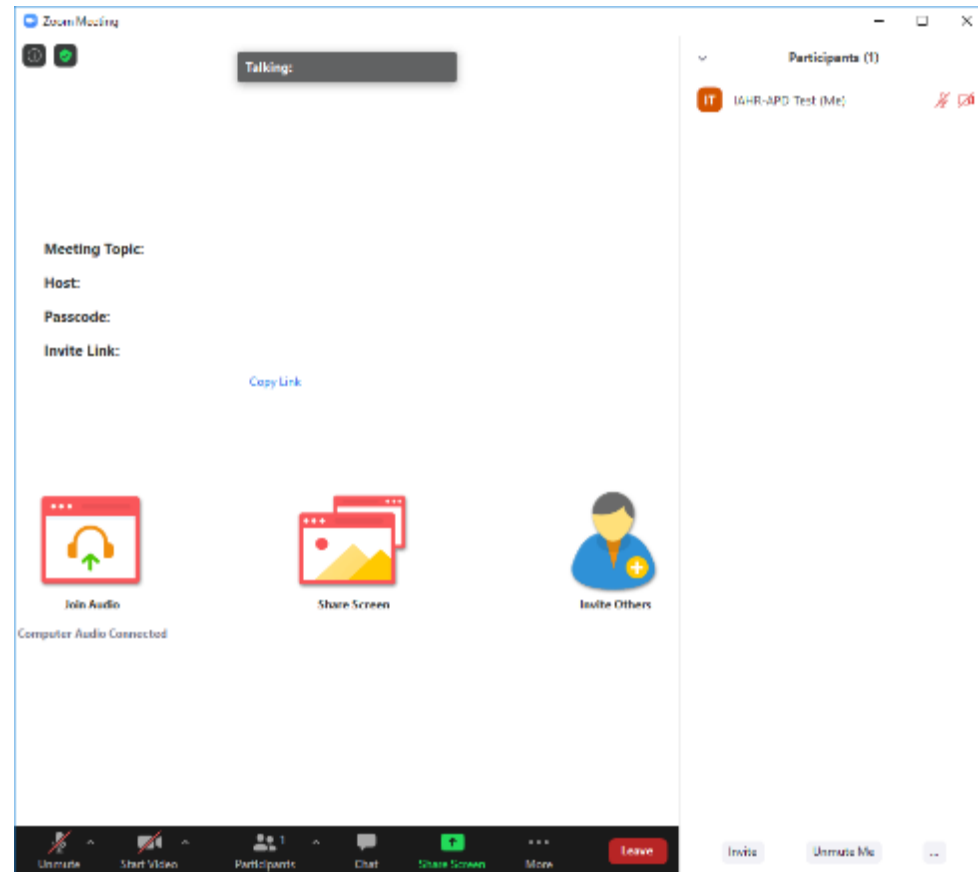 Zoom Meeting
Talking:
Participants (1)
IT IAHR-APD Test (Me)
Meeting Topic:
Host:
Passcode:
Invite Link:
Copy Link
Join Audio Share Screen Invite Others
Computer Audio Connected
1
Unmute Start Video Participants Chat Share Screen More Leave
Invite Unmute Me ...